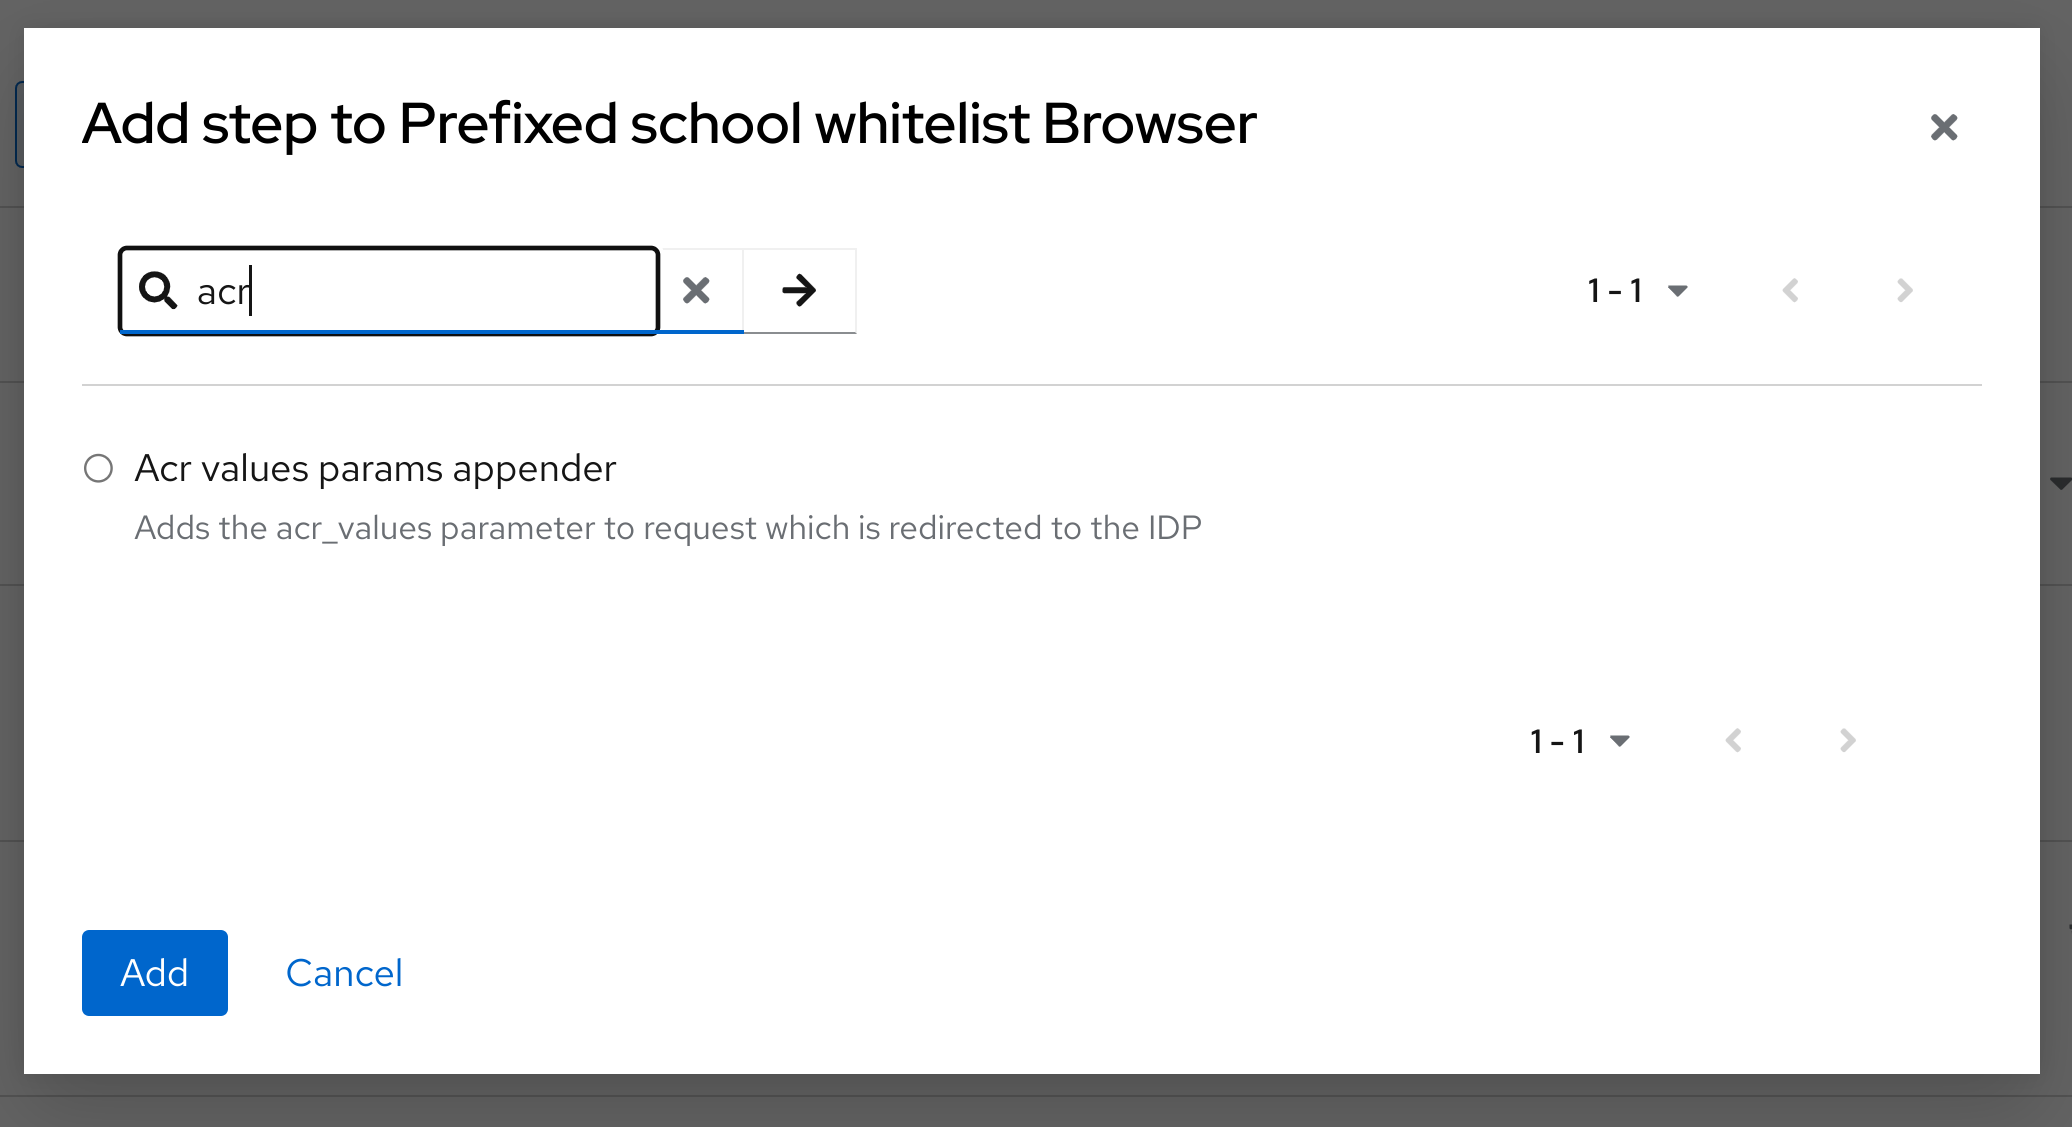 Add step to Prefixed school whitelist Browser
acr
1 - 1
Acr values params appender
Adds the acr_values parameter to request which is redirected to the IDP
1 - 1
Add
Cancel